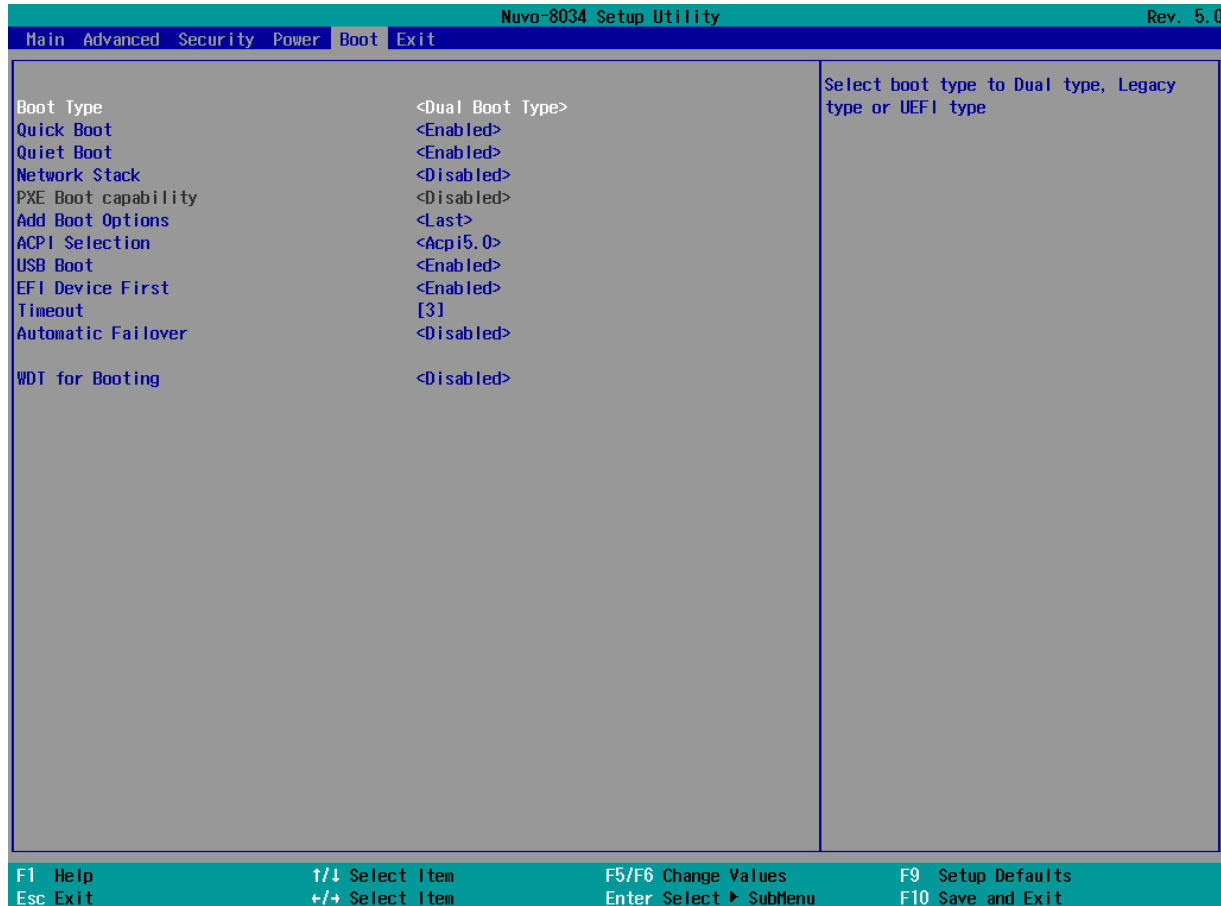 Nuvo-8034 Setup Utility Rev. 5.0
Main Advanced Security Power Boot Exit
Boot Type <Dual Boot Type>
Quick Boot <Enabled>
Quiet Boot <Enabled>
Network Stack <Disabled>
PXE Boot capability <Disabled>
Add Boot Options <Last>
ACPI Selection <Acpi5.0>
USB Boot <Enabled>
EFI Device First <Enabled>
Timeout [3]
Automatic Failover <Disabled>
WDT for Booting <Disabled>
Select boot type to Dual type, Legacy
type or UEFI type
F1 Help ↑/↓ Select Item F5/F6 Change Values F9 Setup Defaults
Esc Exit ←/→ Select Item Enter Select ► SubMenu F10 Save and Exit